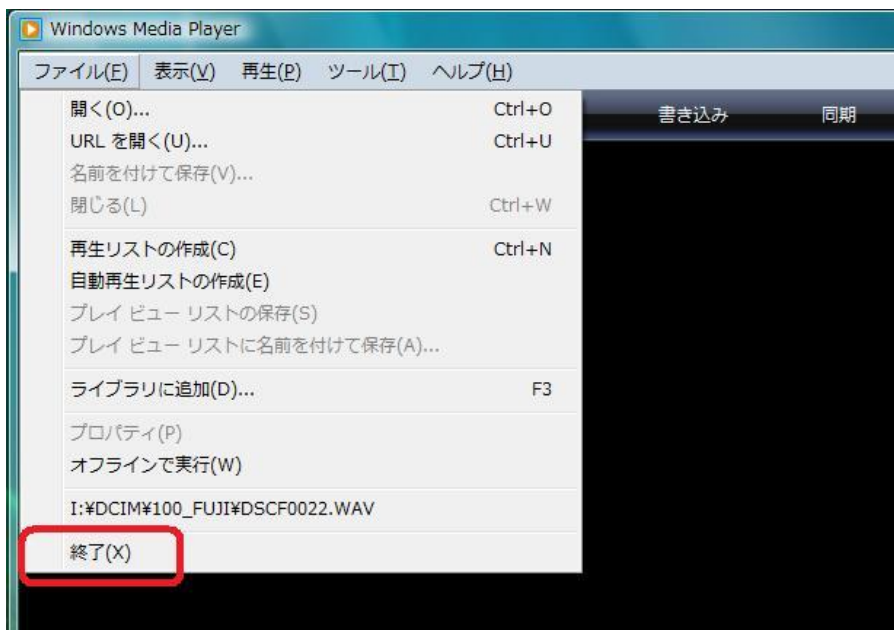 Windows Media Player
ファイル(F) 表示(V) 再生(P) ツール(T) ヘルプ(H)
書き込み 同期
開く(O)... Ctrl+O
URL を開く(U)... Ctrl+U
名前を付けて保存(V)...
閉じる(L) Ctrl+W
再生リストの作成(C) Ctrl+N
自動再生リストの作成(E)
プレイ ビュー リストの保存(S)
プレイ ビュー リストに名前を付けて保存(A)...
ライブラリに追加(D)... F3
プロパティ(P)
オフラインで実行(W)
I:¥DCIM¥100_FUJI¥DSCF0022.WAV
終了(X)